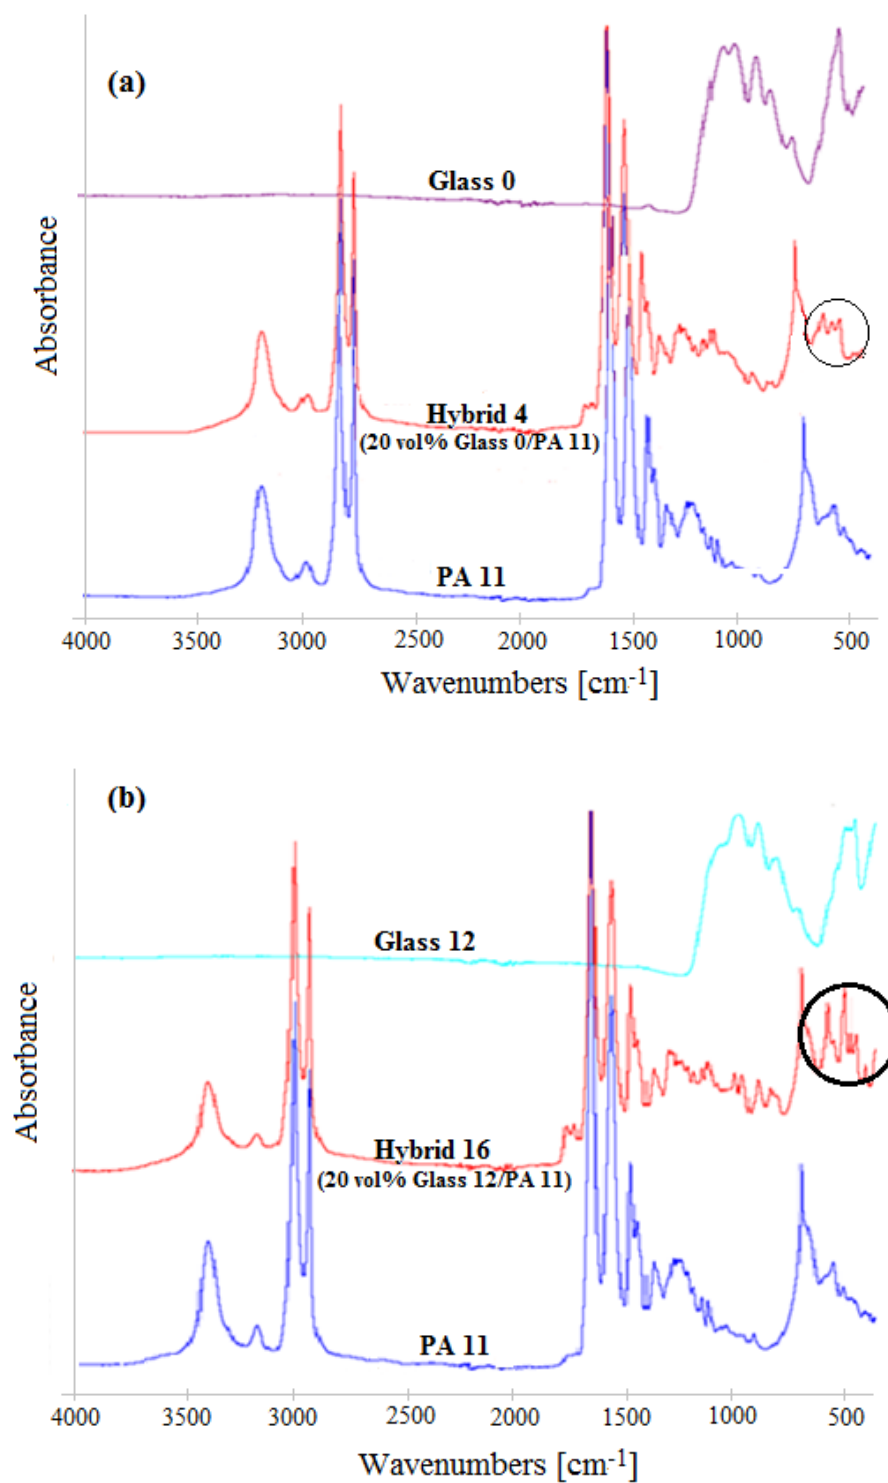 (a)
Glass 0
Absorbance
Hybrid 4
(20 vol% Glass 0/PA 11)
PA 11
4000 3500 3000 2500 2000 1500 1000 500
Wavenumbers [cm-1]
(b)
Glass 12
Absorbance
Hybrid 16
(20 vol% Glass 12/PA 11)
PA 11
4000 3500 3000 2500 2000 1500 1000 500
Wavenumbers [cm-1]